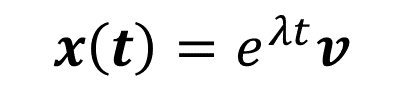 x(t) = e^{λt}v